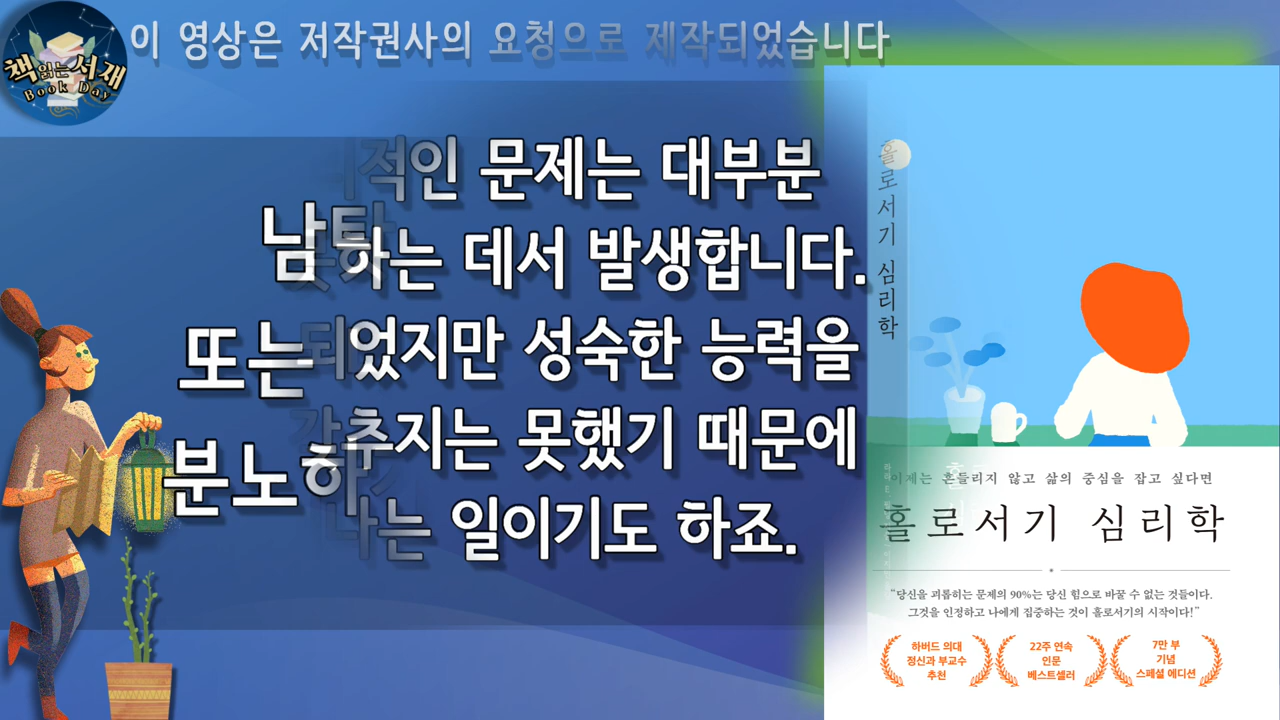 이 영상은 저작권사의 요청으로 제작되었습니다
책읽는서재
Book Day
적인 문제는 대부분
남탓
하는 데서 발생합니다.
또는
되었지만 성숙한 능력을
갖추지는 못했기 때문에
분노하
나는 일이기도 하죠.
홀로서기 심리학
이제는 흔들리지 않고 삶의 중심을 잡고 싶다면
홀로서기 심리학
“당신을 괴롭히는 문제의 90%는 당신 힘으로 바꿀 수 없는 것들이다.
그것을 인정하고 나에게 집중하는 것이 홀로서기의 시작이다!”
하버드 의대
정신과 부교수
추천
22주 연속
인문
베스트셀러
7만 부
기념
스페셜 에디션